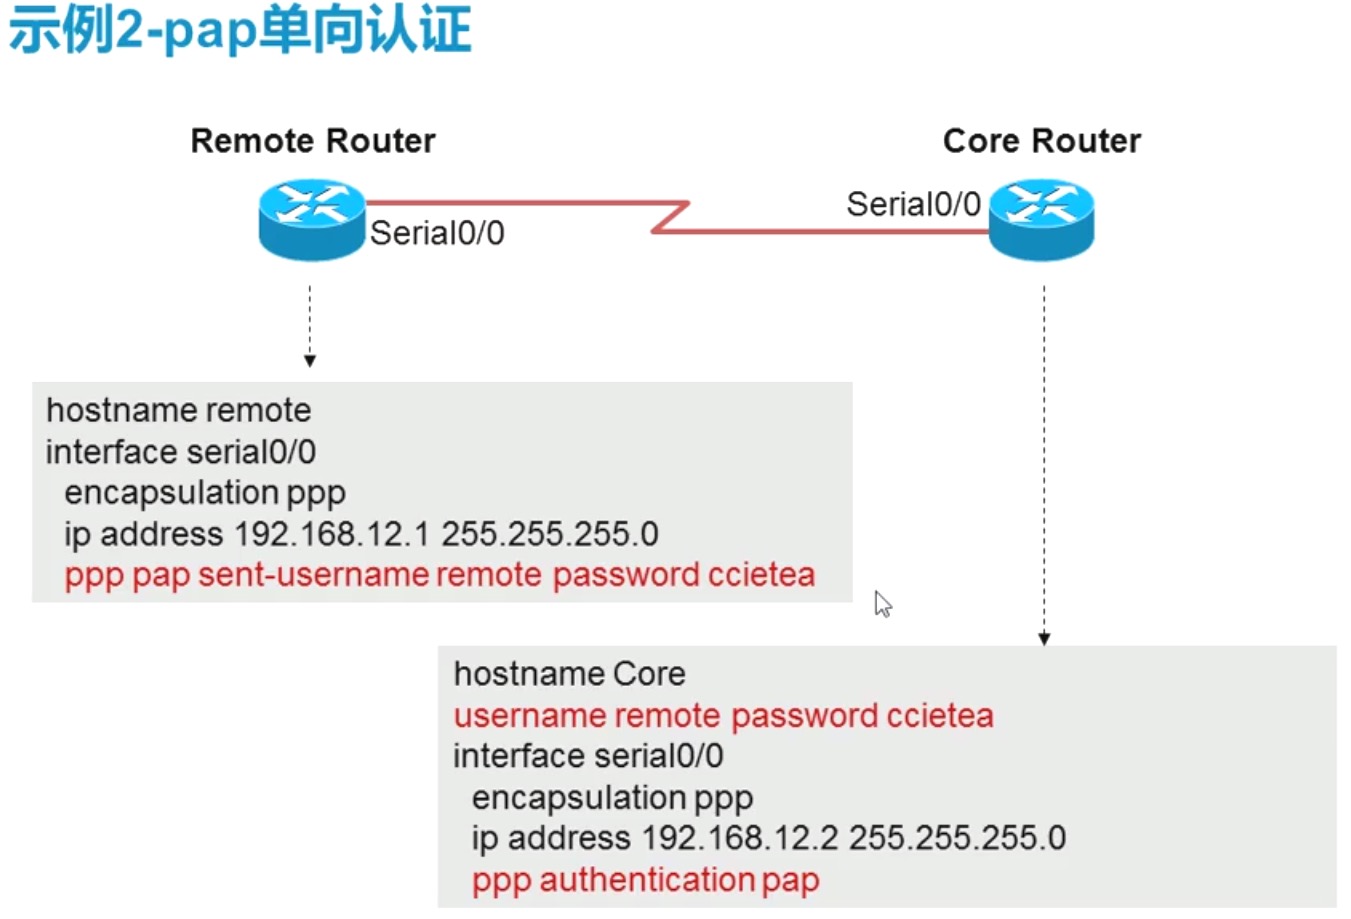 示例2-pap单向认证
Remote Router
Core Router
Serial0/0
Serial0/0
hostname remote
interface serial0/0
encapsulation ppp
ip address 192.168.12.1 255.255.255.0
ppp pap sent-username remote password ccietea
hostname Core
username remote password ccietea
interface serial0/0
encapsulation ppp
ip address 192.168.12.2 255.255.255.0
ppp authentication pap